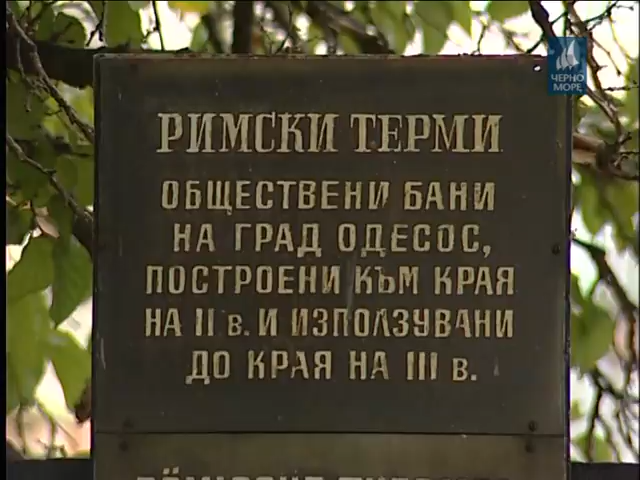 ЧЕРНО
МОРЕ
РИМСКИ ТЕРМИ
ОБЩЕСТВЕНИ БАНИ
НА ГРАД ОДЕСОС,
ПОСТРОЕНИ КЪМ КРАЯ
НА II в. И ИЗПОЛЗУВАНИ
ДО КРАЯ НА III в.